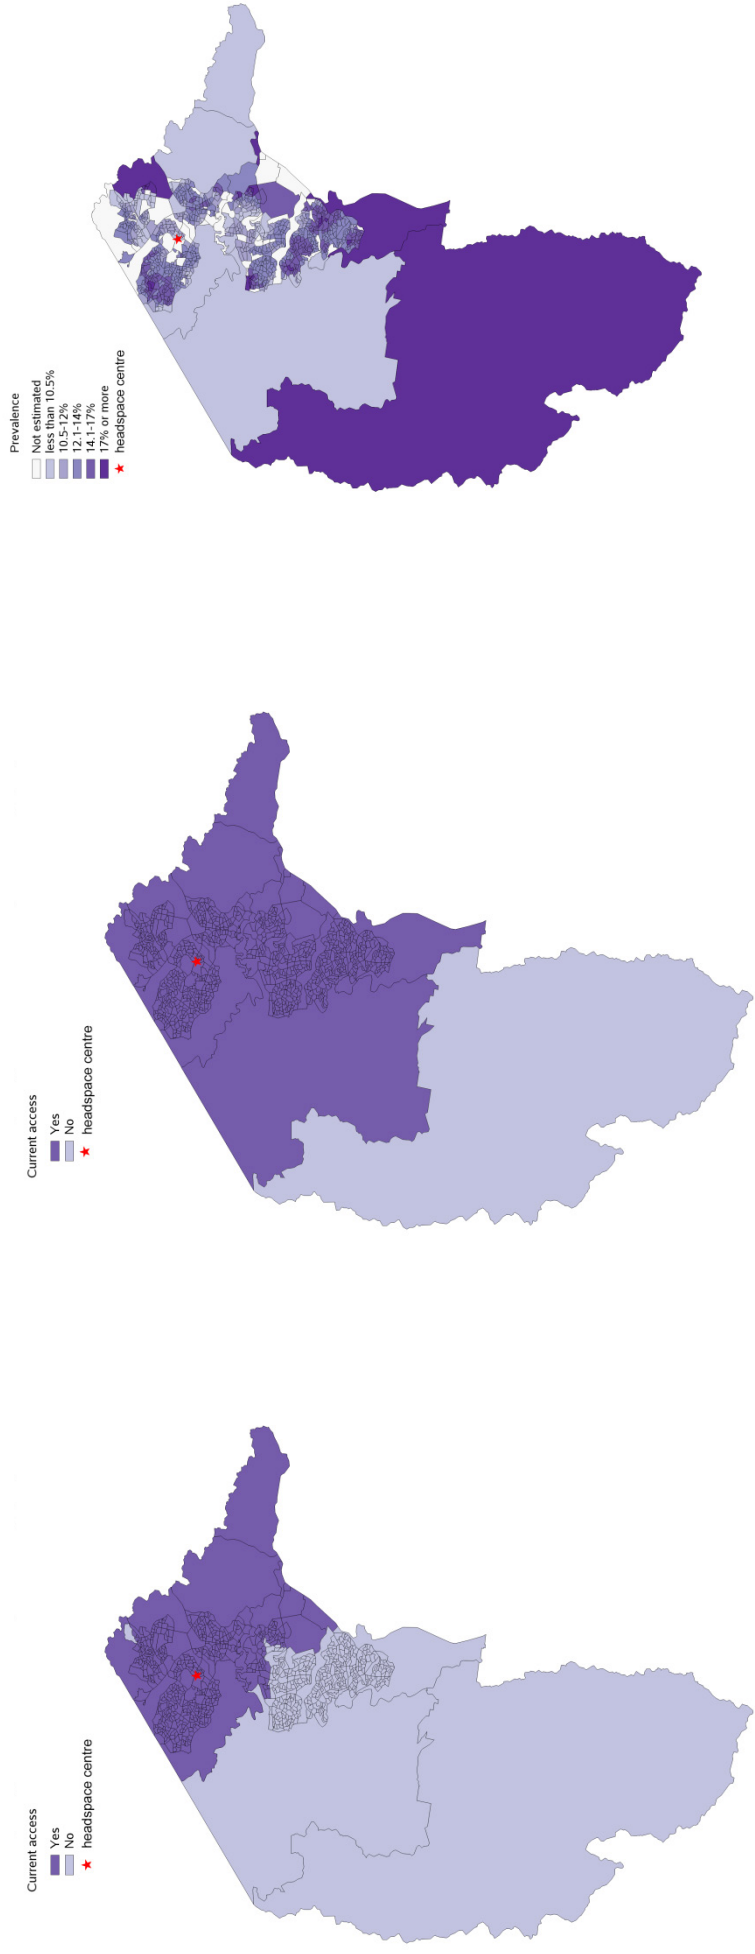 Current access
Yes
No
headspace centre
Current access
Yes
No
headspace centre
Prevalence
Not estimated
less than 10.5%
10.5-12%
12.1-14%
14.1-17%
17% or more
headspace centre